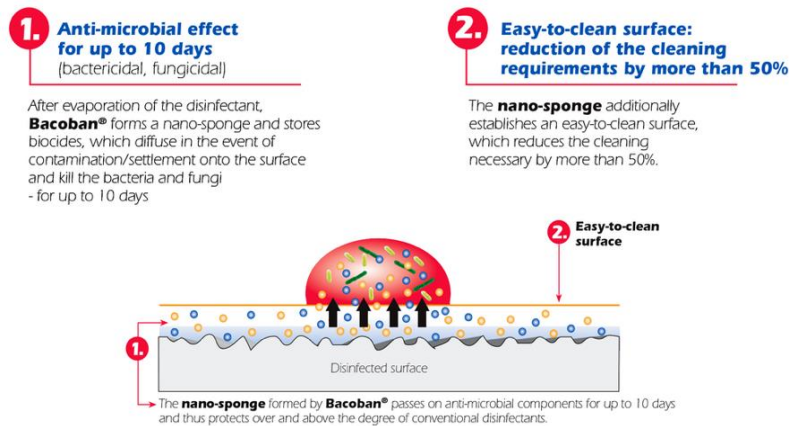 1.
Anti-microbial effect
for up to 10 days
(bactericidal, fungicidal)
After evaporation of the disinfectant,
Bacoban® forms a nano-sponge and stores
biocides, which diffuse in the event of
contamination/settlement onto the surface
and kill the bacteria and fungi
- for up to 10 days
2.
Easy-to-clean surface:
reduction of the cleaning
requirements by more than 50%
The nano-sponge additionally
establishes an easy-to-clean surface,
which reduces the cleaning
necessary by more than 50%.
2.
Easy-to-clean
surface
1.
Disinfected surface
The nano-sponge formed by Bacoban® passes on anti-microbial components for up to 10 days
and thus protects over and above the degree of conventional disinfectants.